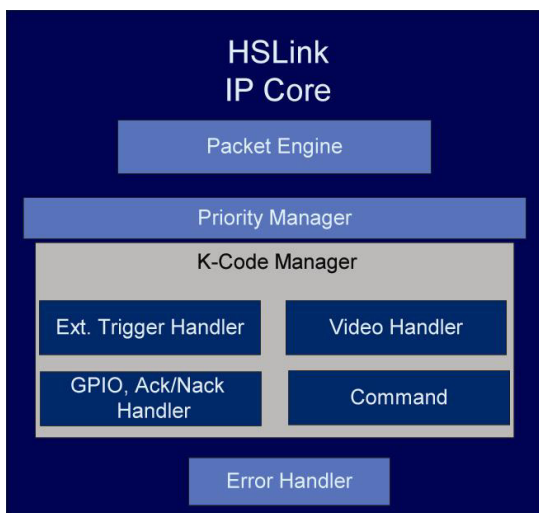 HSLink
IP Core
Packet Engine
Priority Manager
K-Code Manager
Ext. Trigger Handler
Video Handler
GPIO, Ack/Nack
Handler
Command
Error Handler